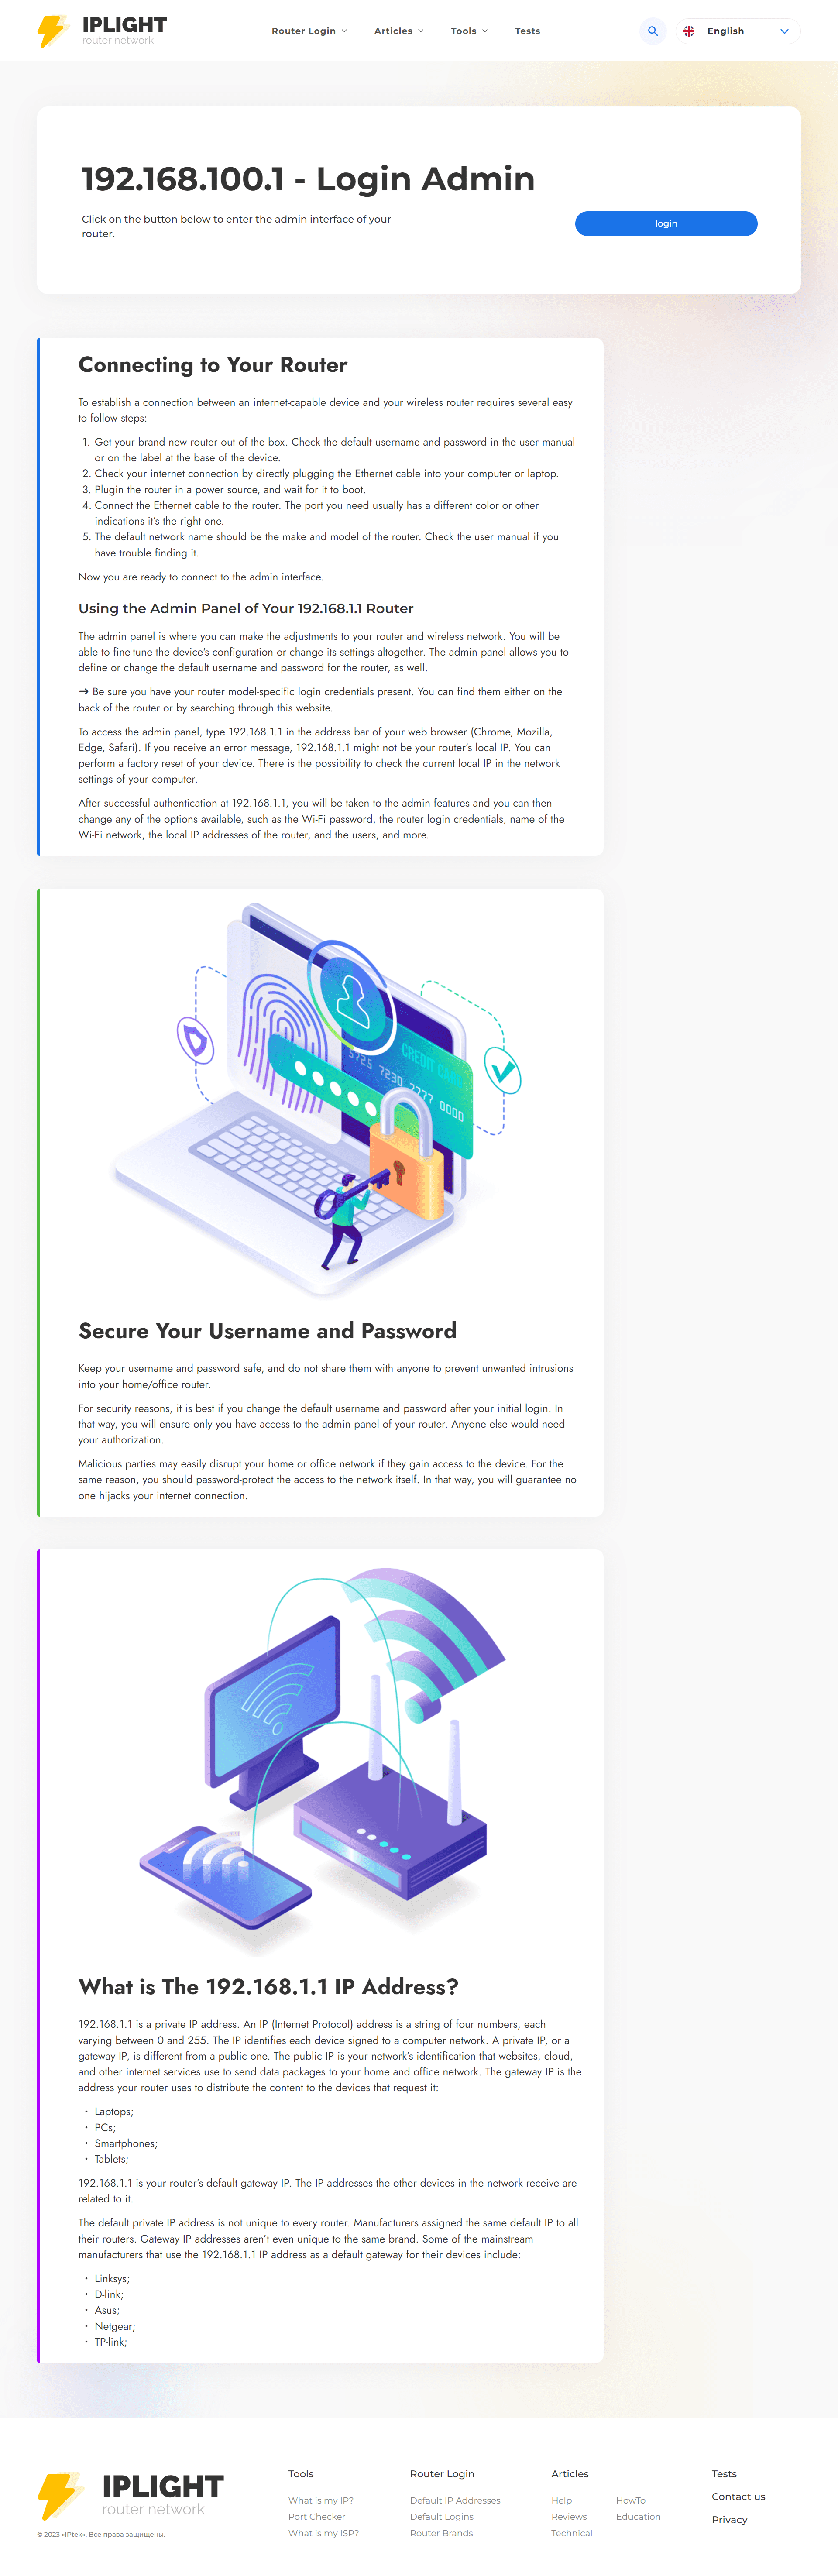 IPLIGHT
router network
Router Login
Articles
Tools
Tests
English
192.168.100.1 - Login Admin
Click on the button below to enter the admin interface of your
router.
login
Connecting to Your Router
To establish a connection between an internet-capable device and your wireless router requires several easy
to follow steps:
1. Get your brand new router out of the box. Check the default username and password in the user manual
or on the label at the base of the device.
2. Check your internet connection by directly plugging the Ethernet cable into your computer or laptop.
3. Plugin the router in a power source, and wait for it to boot.
4. Connect the Ethernet cable to the router. The port you need usually has a different color or other
indications it's the right one.
5. The default network name should be the make and model of the router. Check the user manual if you
have trouble finding it.
Now you are ready to connect to the admin interface.
Using the Admin Panel of Your 192.168.1.1 Router
The admin panel is where you can make the adjustments to your router and wireless network. You will be
able to fine-tune the device's configuration or change its settings altogether. The admin panel allows you to
define or change the default username and password for the router, as well.
➙ Be sure you have your router model-specific login credentials present. You can find them either on the
back of the router or by searching through this website.
To access the admin panel, type 192.168.1.1 in the address bar of your web browser (Chrome, Mozilla,
Edge, Safari). If you receive an error message, 192.168.1.1 might not be your router's local IP. You can
perform a factory reset of your device. There is the possibility to check the current local IP in the network
settings of your computer.
After successful authentication at 192.168.1.1, you will be taken to the admin features and you can then
change any of the options available, such as the Wi-Fi password, the router login credentials, name of the
Wi-Fi network, the local IP addresses of the router, and the users, and more.
CREDIT CARD
5725 7230 7777 0000
Secure Your Username and Password
Keep your username and password safe, and do not share them with anyone to prevent unwanted intrusions
into your home/office router.
For security reasons, it is best if you change the default username and password after your initial login. In
that way, you will ensure only you have access to the admin panel of your router. Anyone else would need
your authorization.
Malicious parties may easily disrupt your home or office network if they gain access to the device. For the
same reason, you should password-protect the access to the network itself. In that way, you will guarantee no
one hijacks your internet connection.
What is The 192.168.1.1 IP Address?
192.168.1.1 is a private IP address. An IP (Internet Protocol) address is a string of four numbers, each
varying between 0 and 255. The IP identifies each device signed to a computer network. A private IP, or a
gateway IP, is different from a public one. The public IP is your network's identification that websites, cloud,
and other internet services use to send data packages to your home and office network. The gateway IP is the
address your router uses to distribute the content to the devices that request it:
· Laptops;
· PCs;
· Smartphones;
· Tablets;
192.168.1.1 is your router's default gateway IP. The IP addresses the other devices in the network receive are
related to it.
The default private IP address is not unique to every router. Manufacturers assigned the same default IP to all
their routers. Gateway IP addresses aren't even unique to the same brand. Some of the mainstream
manufacturers that use the 192.168.1.1 IP address as a default gateway for their devices include:
· Linksys;
· D-link;
· Asus;
· Netgear;
· TP-link;
IPLIGHT
router network
© 2023 «IPtek». Все права защищены.
Tools
What is my IP?
Port Checker
What is my ISP?
Router Login
Default IP Addresses
Default Logins
Router Brands
Articles
Help
Reviews
Technical
HowTo
Education
Tests
Contact us
Privacy